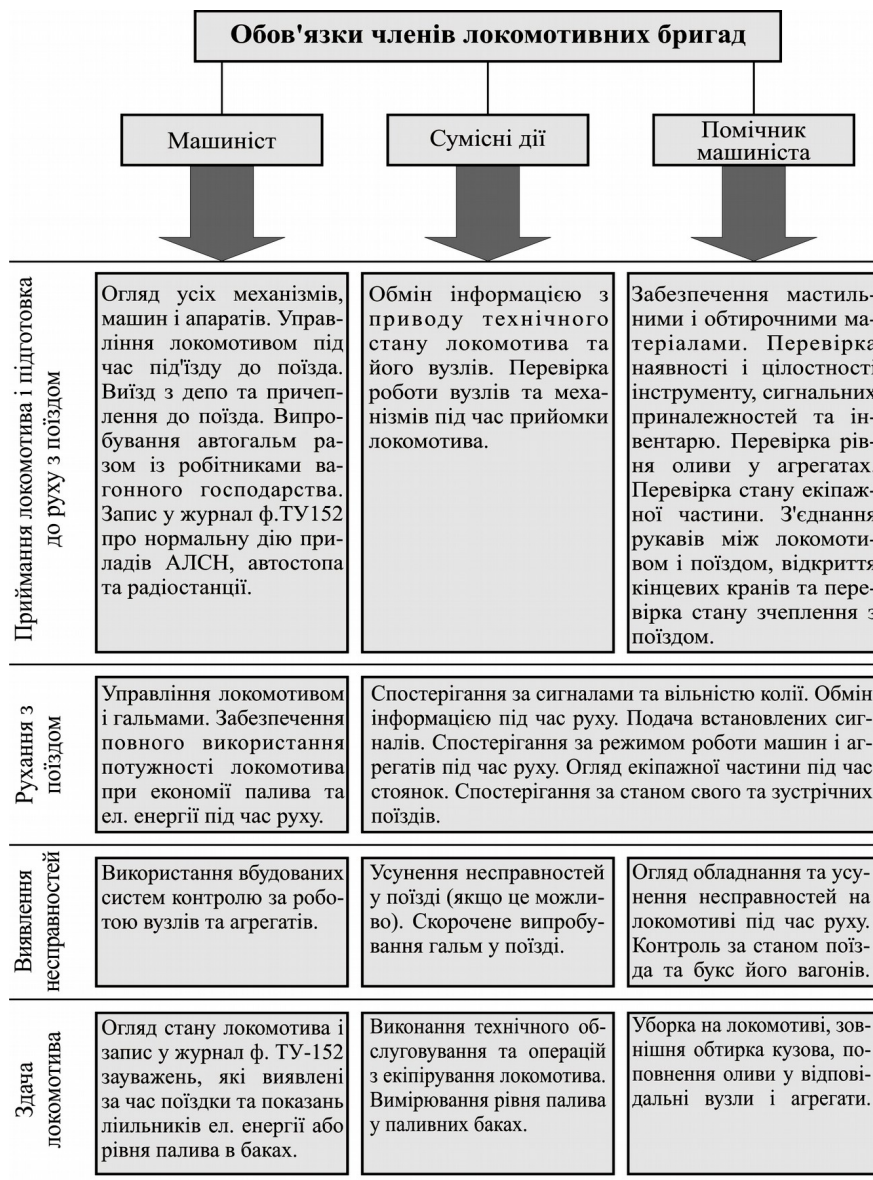 Обов'язки членів локомотивних бригад
Машиніст
Сумісні дії
Помічник
машиніста
Приймання локомотива і підготовка
до руху з поїздом
Огляд усіх механізмів,
машин і апаратів. Управ-
ління локомотивом під
час під'їзду до поїзда.
Виїзд з депо та причеп-
лення до поїзда. Випро-
бування автогальм ра-
зом із робітниками ва-
гонного господарства.
Запис у журнал ф.ТУ152
про нормальну дію при-
ладів АЛСН, автостопа
та радіостанції.
Обмін інформацією з
приводу технічного
стану локомотива та
його вузлів. Перевірка
роботи вузлів та меха-
нізмів під час прийомки
локомотива.
Забезпечення мастиль-
ними і обтирочними ма-
теріалами. Перевірка
наявності і цілостності
інструменту, сигнальних
приналежностей та ін-
вентарю. Перевірка рів-
ня оливи у агрегатах.
Перевірка стану екіпаж-
ної частини. З'єднання
рукавів між локомоти-
вом і поїздом, відкриття
кінцевих кранів та пере-
вірка стану зчеплення з
поїздом.
Рухання з
поїздом
Управління локомотивом
і гальмами. Забезпечення
повного використання
потужності локомотива
при економії палива та
ел. енергії під час руху.
Спостерігання за сигналами та вільністю колії. Обмін
інформацією під час руху. Подача встановлених сиг-
налів. Спостерігання за режимом роботи машин і аг-
регатів під час руху. Огляд екіпажної частини під час
стоянок. Спостерігання за станом свого та зустрічних
поїздів.
Виявлення
несправностей
Використання вбудованих
систем контролю за робо-
тою вузлів та агрегатів.
Усунення несправностей
у поїзді (якщо це можли-
во). Скорочене випробу-
вання гальм у поїзді.
Огляд обладнання та усу-
нення несправностей на
локомотиві під час руху.
Контроль за станом поїз-
да та букс його вагонів.
Здача
локомотива
Огляд стану локомотива і
запис у журнал ф. ТУ-152
зауважень, які виявлені
за час поїздки та показань
ліильників ел. енергії або
рівня палива в баках.
Виконання технічного об-
слуговування та операцій
з екіпірування локомотива.
Вимірювання рівня палива
у паливних баках.
Уборка на локомотиві, зов-
нішня обтирка кузова, по-
повнення оливи у відпові-
дальні вузли і агрегати.